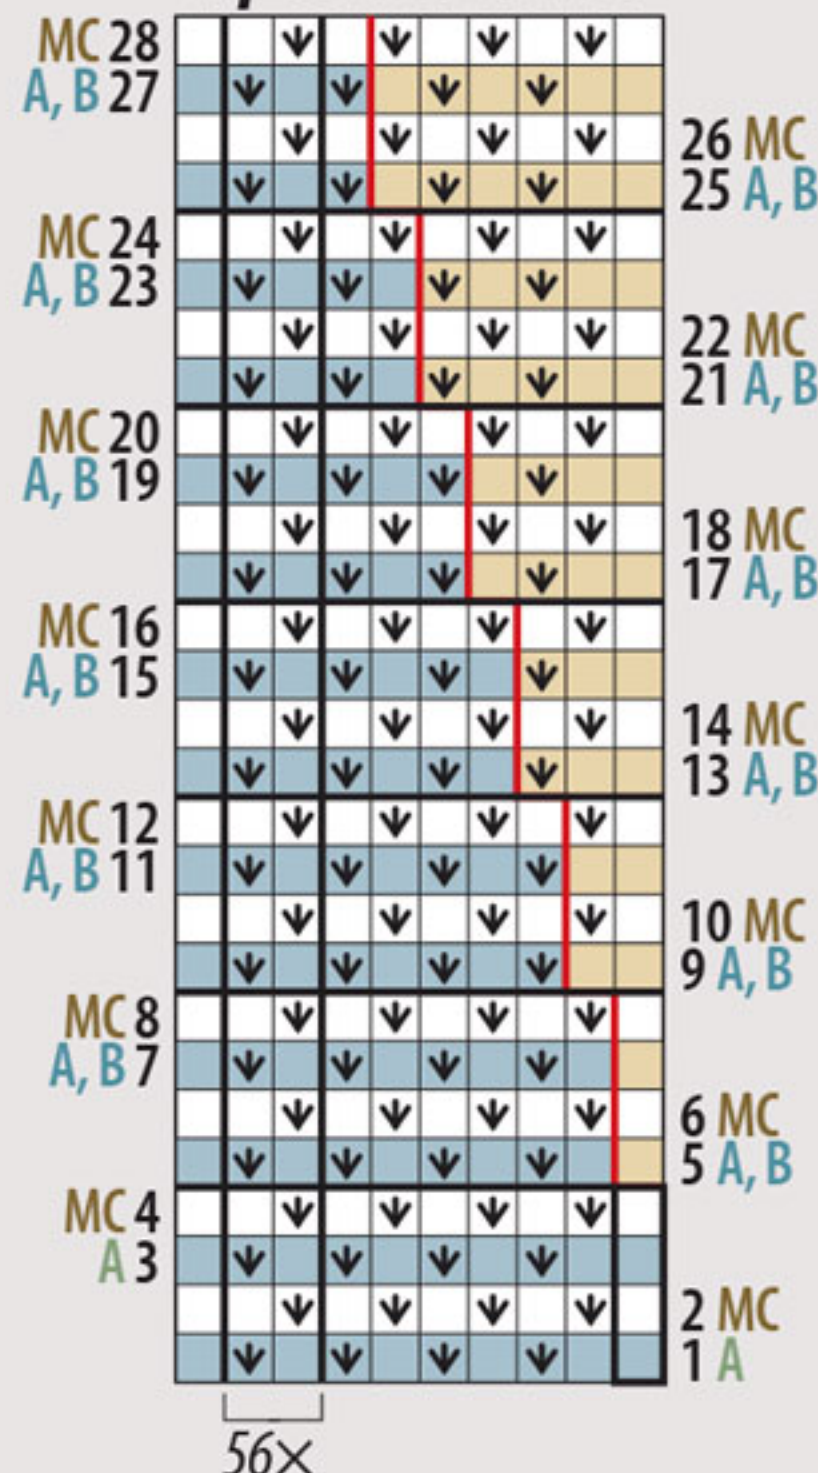 MC 28
A, B 27
26 MC
25 A, B
MC 24
A, B 23
22 MC
21 A, B
MC 20
A, B 19
18 MC
17 A, B
MC 16
A, B 15
14 MC
13 A, B
MC 12
A, B 11
10 MC
9 A, B
MC 8
A, B 7
6 MC
5 A, B
MC 4
A 3
2 MC
1 A
56×